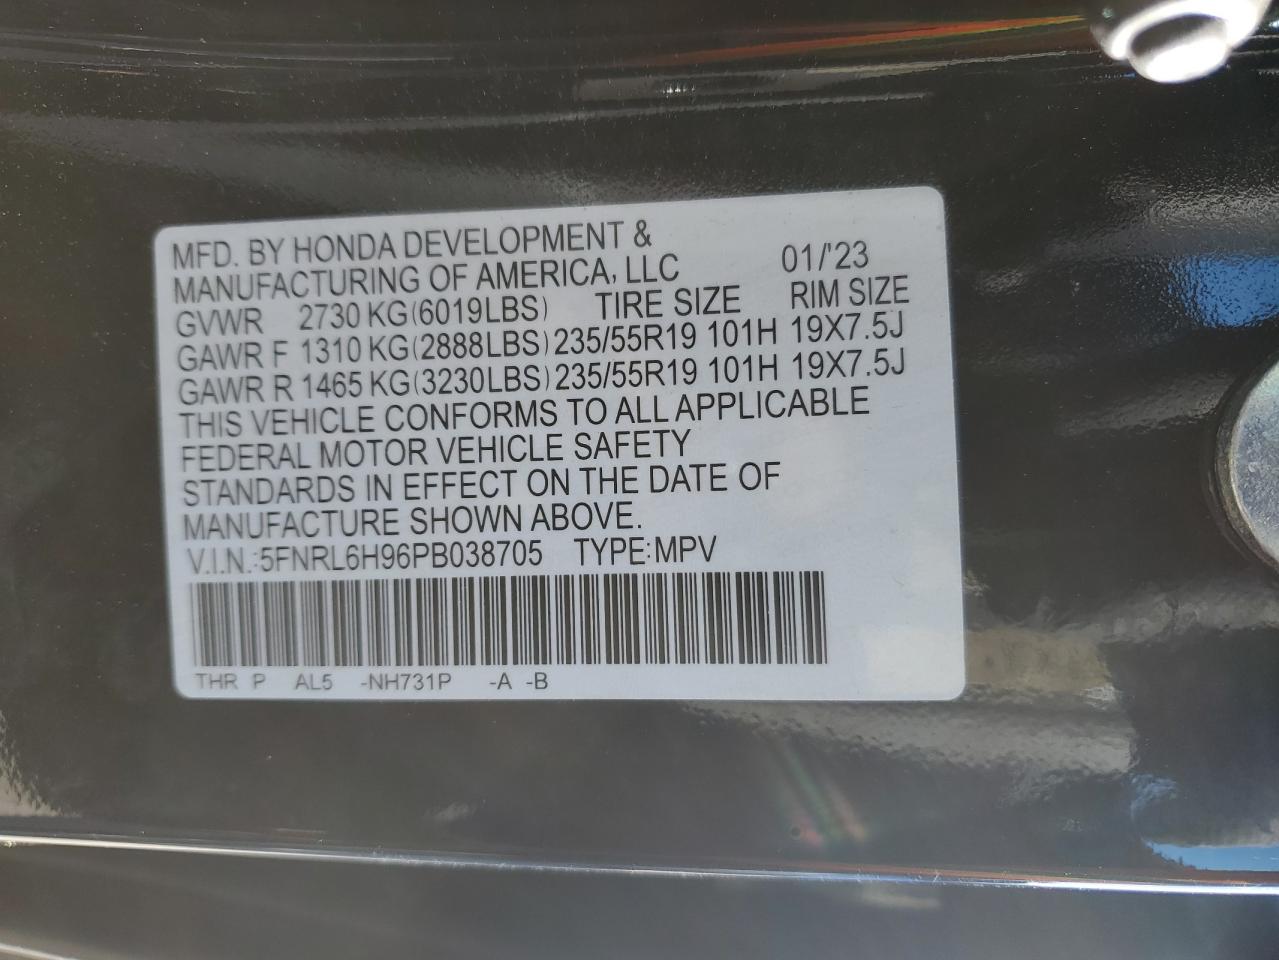 MFD. BY HONDA DEVELOPMENT &
MANUFACTURING OF AMERICA, LLC 01/'23
GVWR 2730 KG(6019LBS) TIRE SIZE RIM SIZE
GAWR F 1310 KG(2888LBS) 235/55R19 101H 19X7.5J
GAWR R 1465 KG(3230LBS) 235/55R19 101H 19X7.5J
THIS VEHICLE CONFORMS TO ALL APPLICABLE
FEDERAL MOTOR VEHICLE SAFETY
STANDARDS IN EFFECT ON THE DATE OF
MANUFACTURE SHOWN ABOVE.
V.I.N.:5FNRL6H96PB038705 TYPE:MPV
THR P AL5 -NH731P -A -B